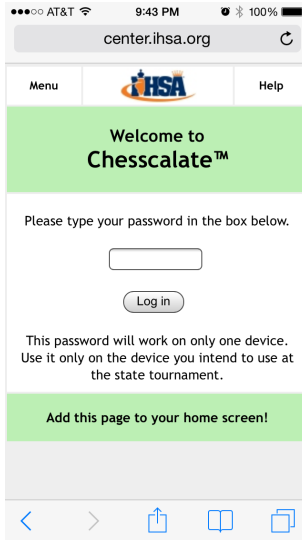 AT&T 9:43 PM 100%
center.ihsa.org
Menu IHSA Help
Welcome to
Chesscalate™
Please type your password in the box below.
Log in
This password will work on only one device.
Use it only on the device you intend to use at
the state tournament.
Add this page to your home screen!